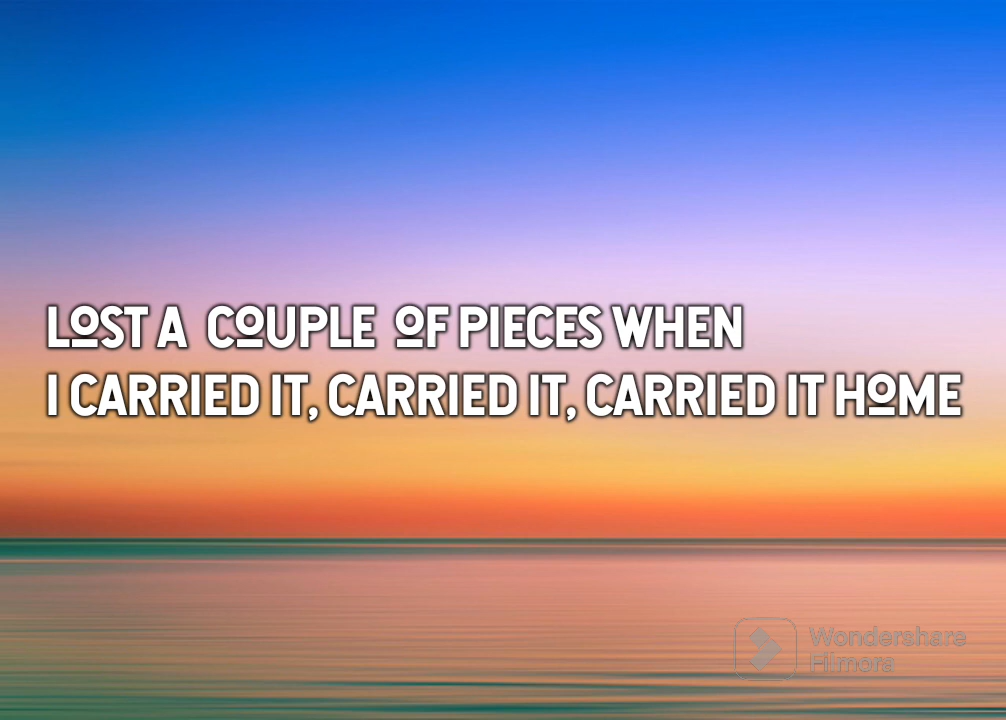 LOST A COUPLE OF PIECES WHEN
I CARRIED IT, CARRIED IT, CARRIED IT HOME
Wondershare
Filmora